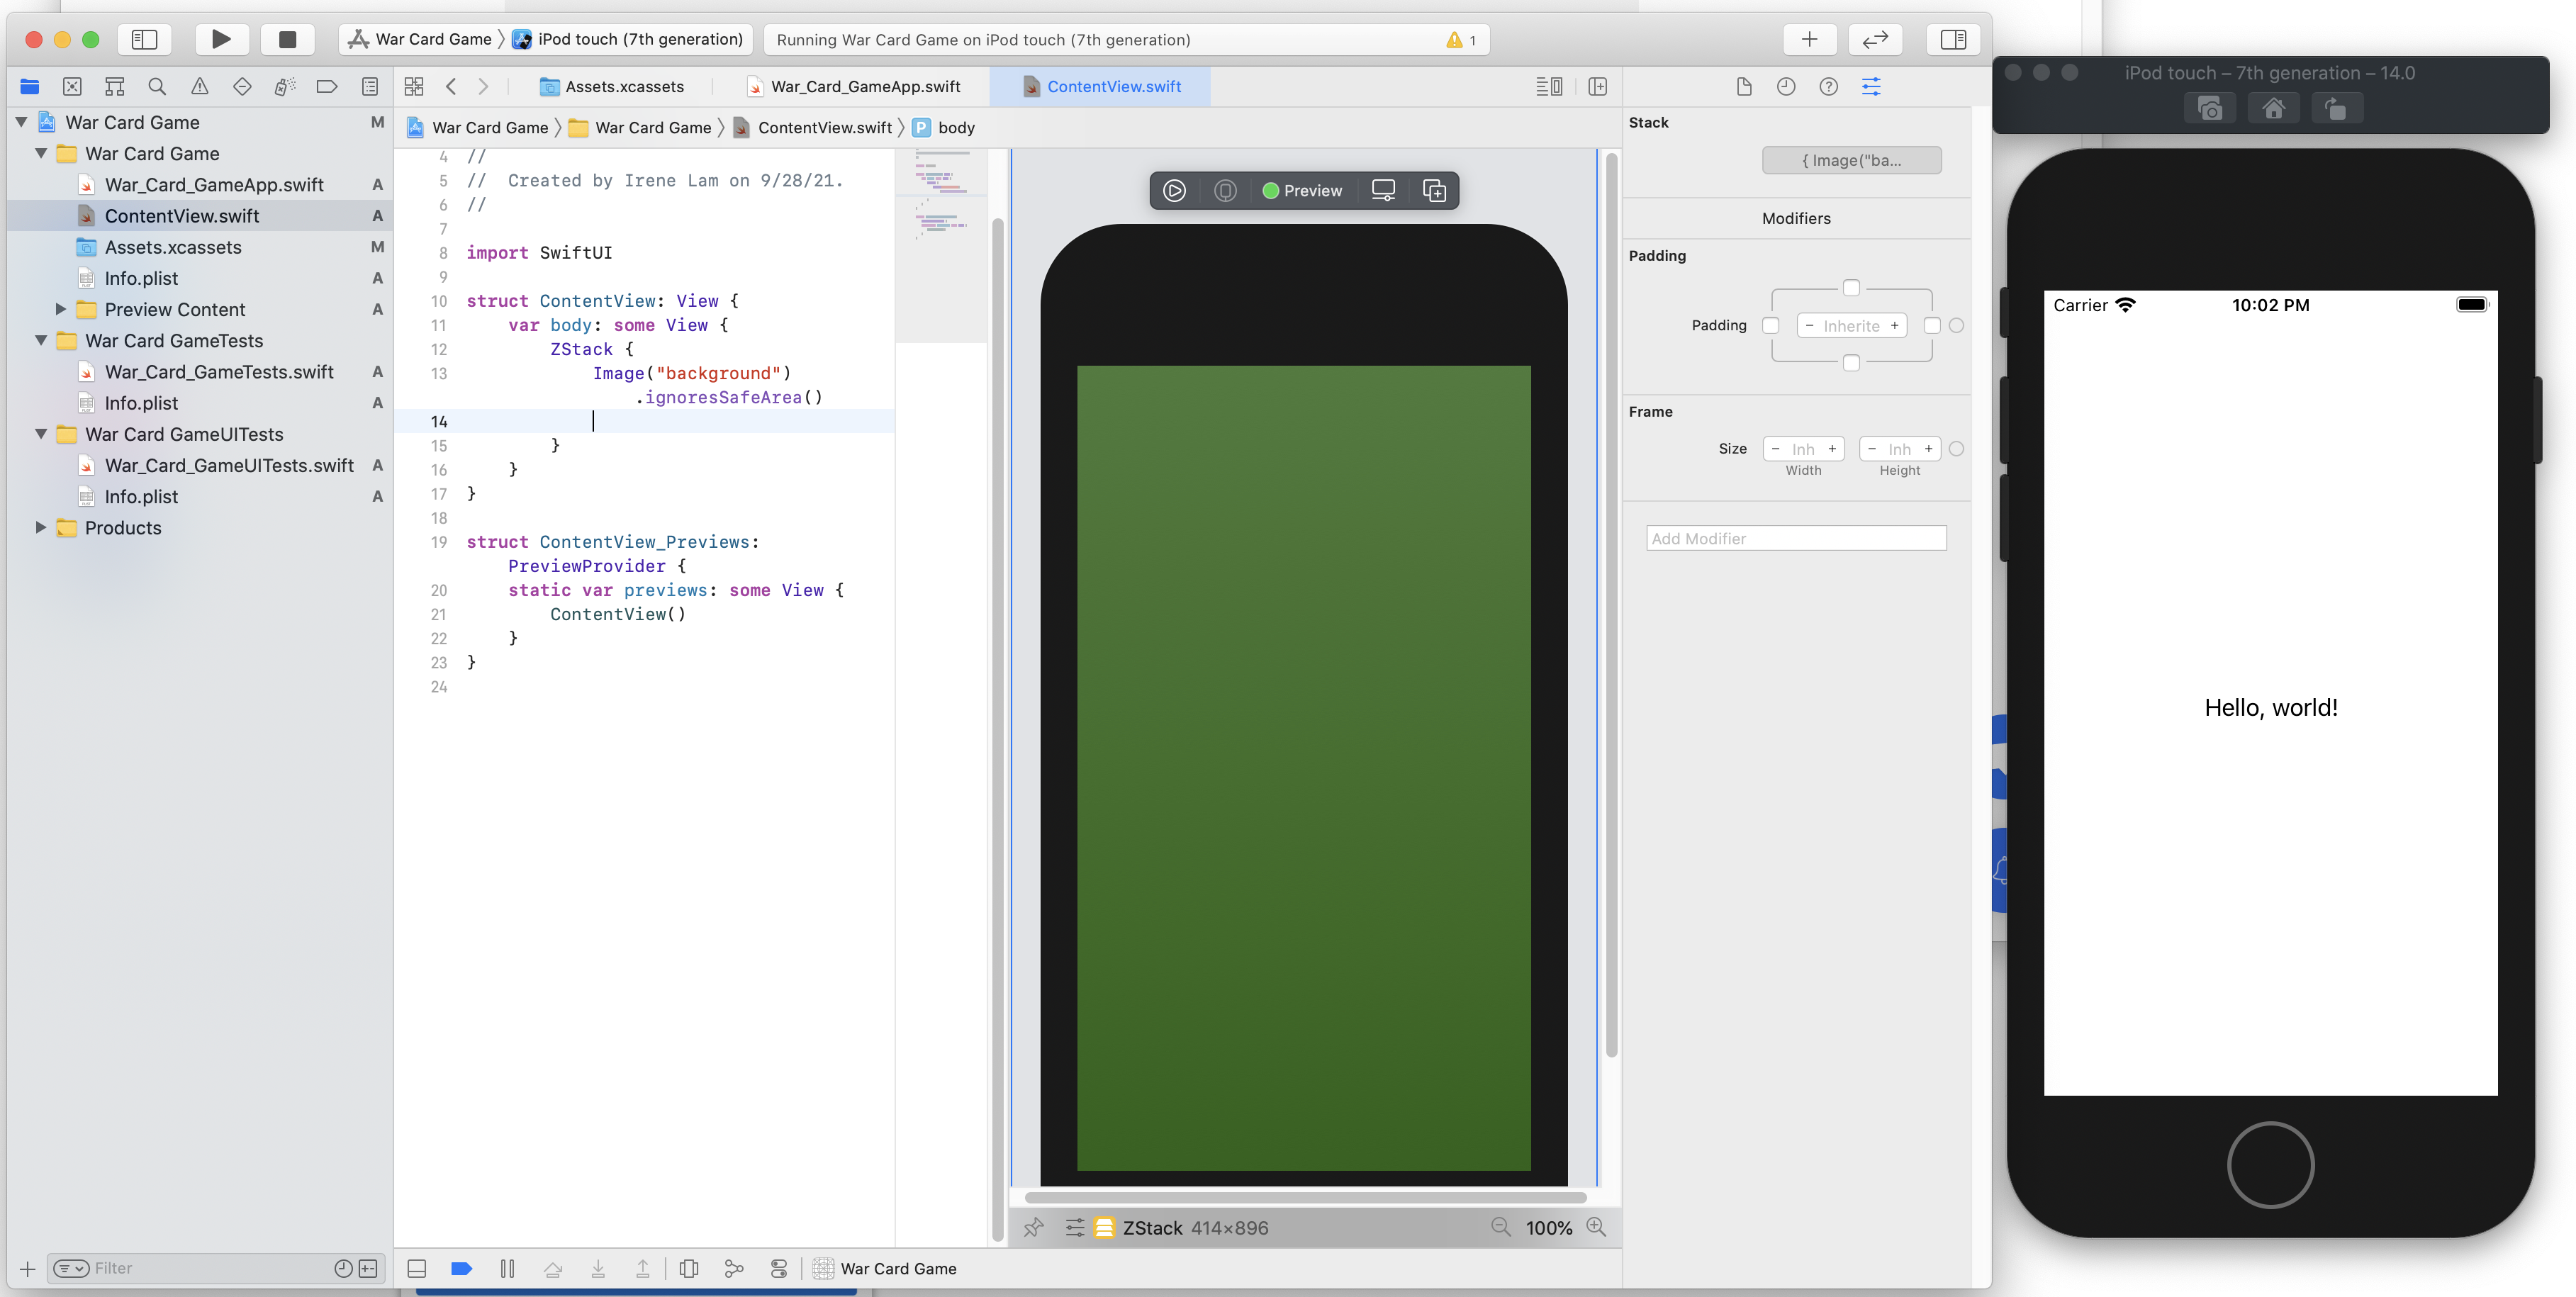 War Card Game
iPod touch (7th generation)
Running War Card Game on iPod touch (7th generation)
1
Assets.xcassets
War_Card_GameApp.swift
ContentView.swift
War Card Game
M
War Card Game
War_Card_GameApp.swift
A
ContentView.swift
A
Assets.xcassets
M
Info.plist
A
Preview Content
A
War Card GameTests
War_Card_GameTests.swift
A
Info.plist
A
War Card GameUITests
War_Card_GameUITests.swift
A
Info.plist
A
Products
Filter
War Card Game
War Card Game
ContentView.swift
P
body
4 //
5 // Created by Irene Lam on 9/28/21.
6 //
7
8 import SwiftUI
9
10 struct ContentView: View {
11 var body: some View {
12 ZStack {
13 Image("background")
.ignoresSafeArea()
14
15 }
16 }
17 }
18
19 struct ContentView_Previews:
PreviewProvider {
20 static var previews: some View {
21 ContentView()
22 }
23 }
24
Preview
ZStack 414×896
100%
War Card Game
Stack
{ Image("ba...
Modifiers
Padding
Padding
− Inherite +
Frame
Size
− Inh +
− Inh +
Width
Height
Add Modifier
iPod touch – 7th generation – 14.0
Carrier
10:02 PM
Hello, world!